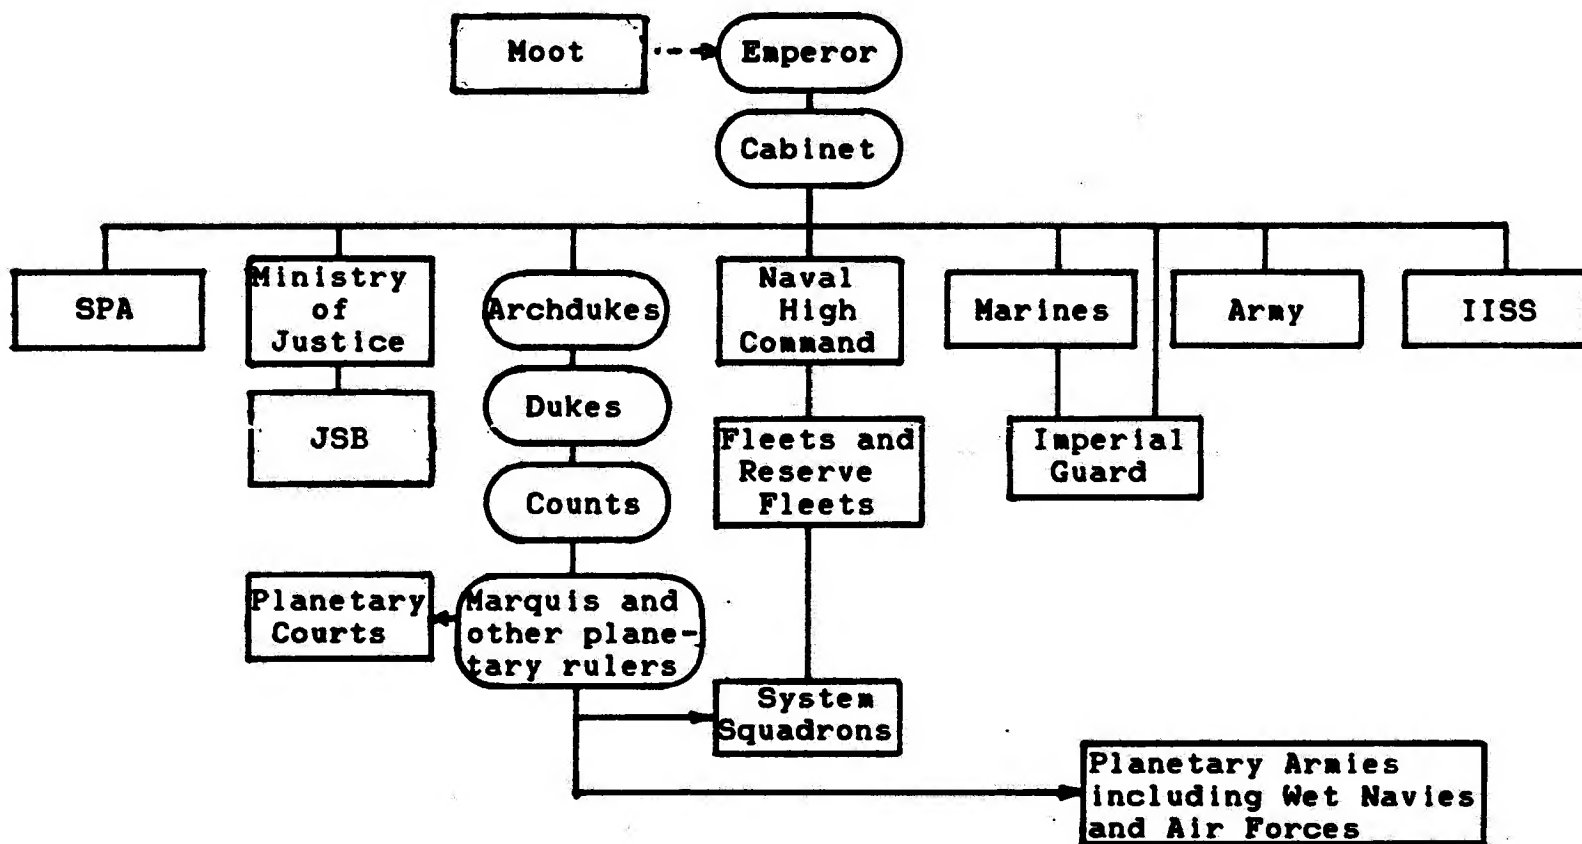 Moot
Emperor
Cabinet
SPA
Ministry
of
Justice
Archdukes
Naval
High
Command
Marines
Army
IISS
JSB
Dukes
Counts
Fleets and
Reserve
Fleets
Imperial
Guard
Planetary
Courts
Marquis and
other plane-
tary rulers
System
Squadrons
Planetary Armies
including Wet Navies
and Air Forces